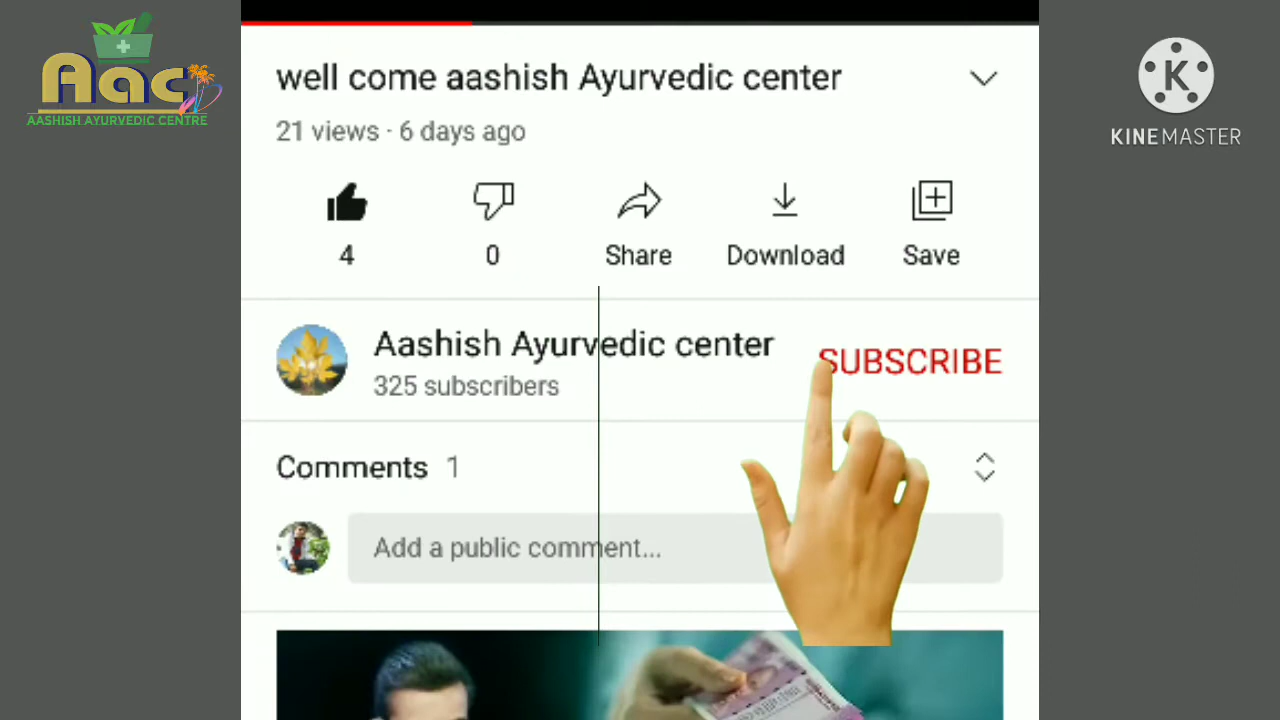 Aac
AASHISH AYURVEDIC CENTRE
K
KINEMASTER
well come aashish Ayurvedic center
21 views · 6 days ago
4
0
Share
Download
Save
Aashish Ayurvedic center
325 subscribers
SUBSCRIBE
Comments 1
Add a public comment...